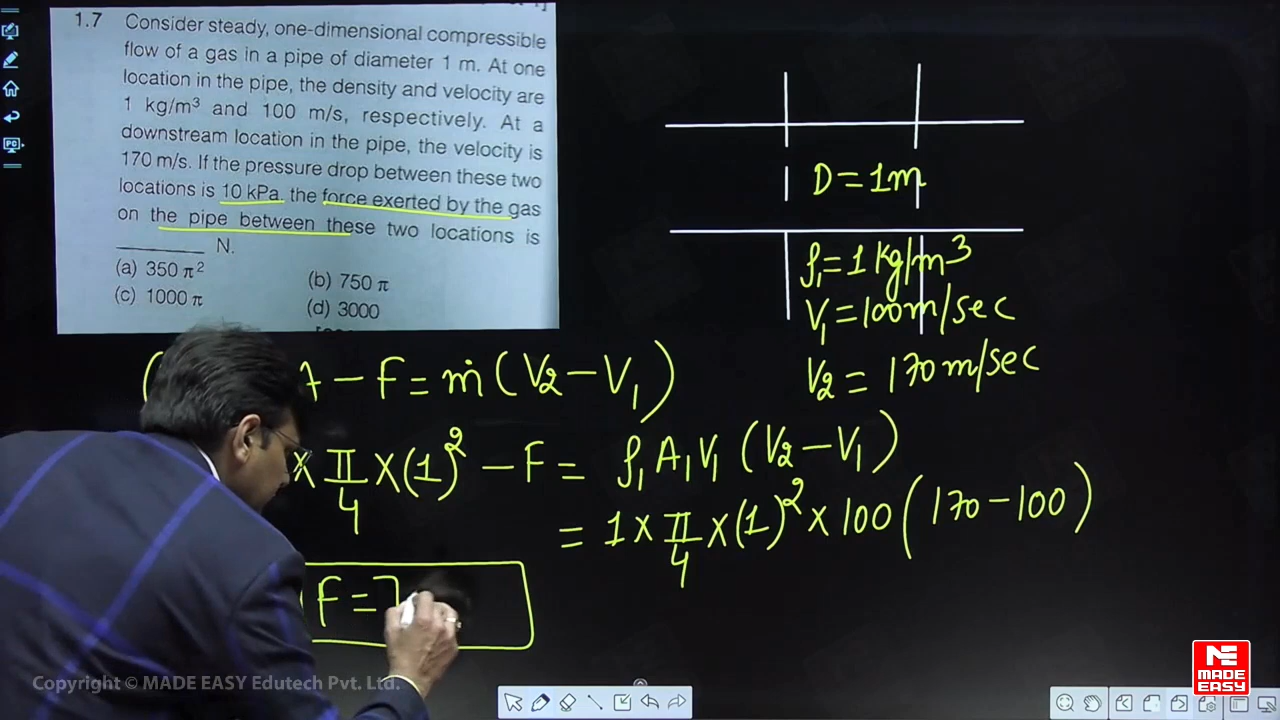 1.7 Consider steady, one-dimensional compressible
flow of a gas in a pipe of diameter 1 m. At one
location in the pipe, the density and velocity are
1 kg/m³ and 100 m/s, respectively. At a
downstream location in the pipe, the velocity is
170 m/s. If the pressure drop between these two
locations is 10 kPa, the force exerted by the gas
on the pipe between these two locations is
________ N.
(a) 350 π² (b) 750 π
(c) 1000 π (d) 3000
D = 1m
ρ₁ = 1 kg/m³
V₁ = 100m/sec
V₂ = 170 m/sec
A – F = ṁ (V₂ – V₁)
× π/4 × (1)² – F = ρ₁ A₁ V₁ (V₂ – V₁)
= 1 × π/4 × (1)² × 100 (170 – 100)
F = 7
Copyright © MADE EASY Edutech Pvt. Ltd.
MADE
EASY